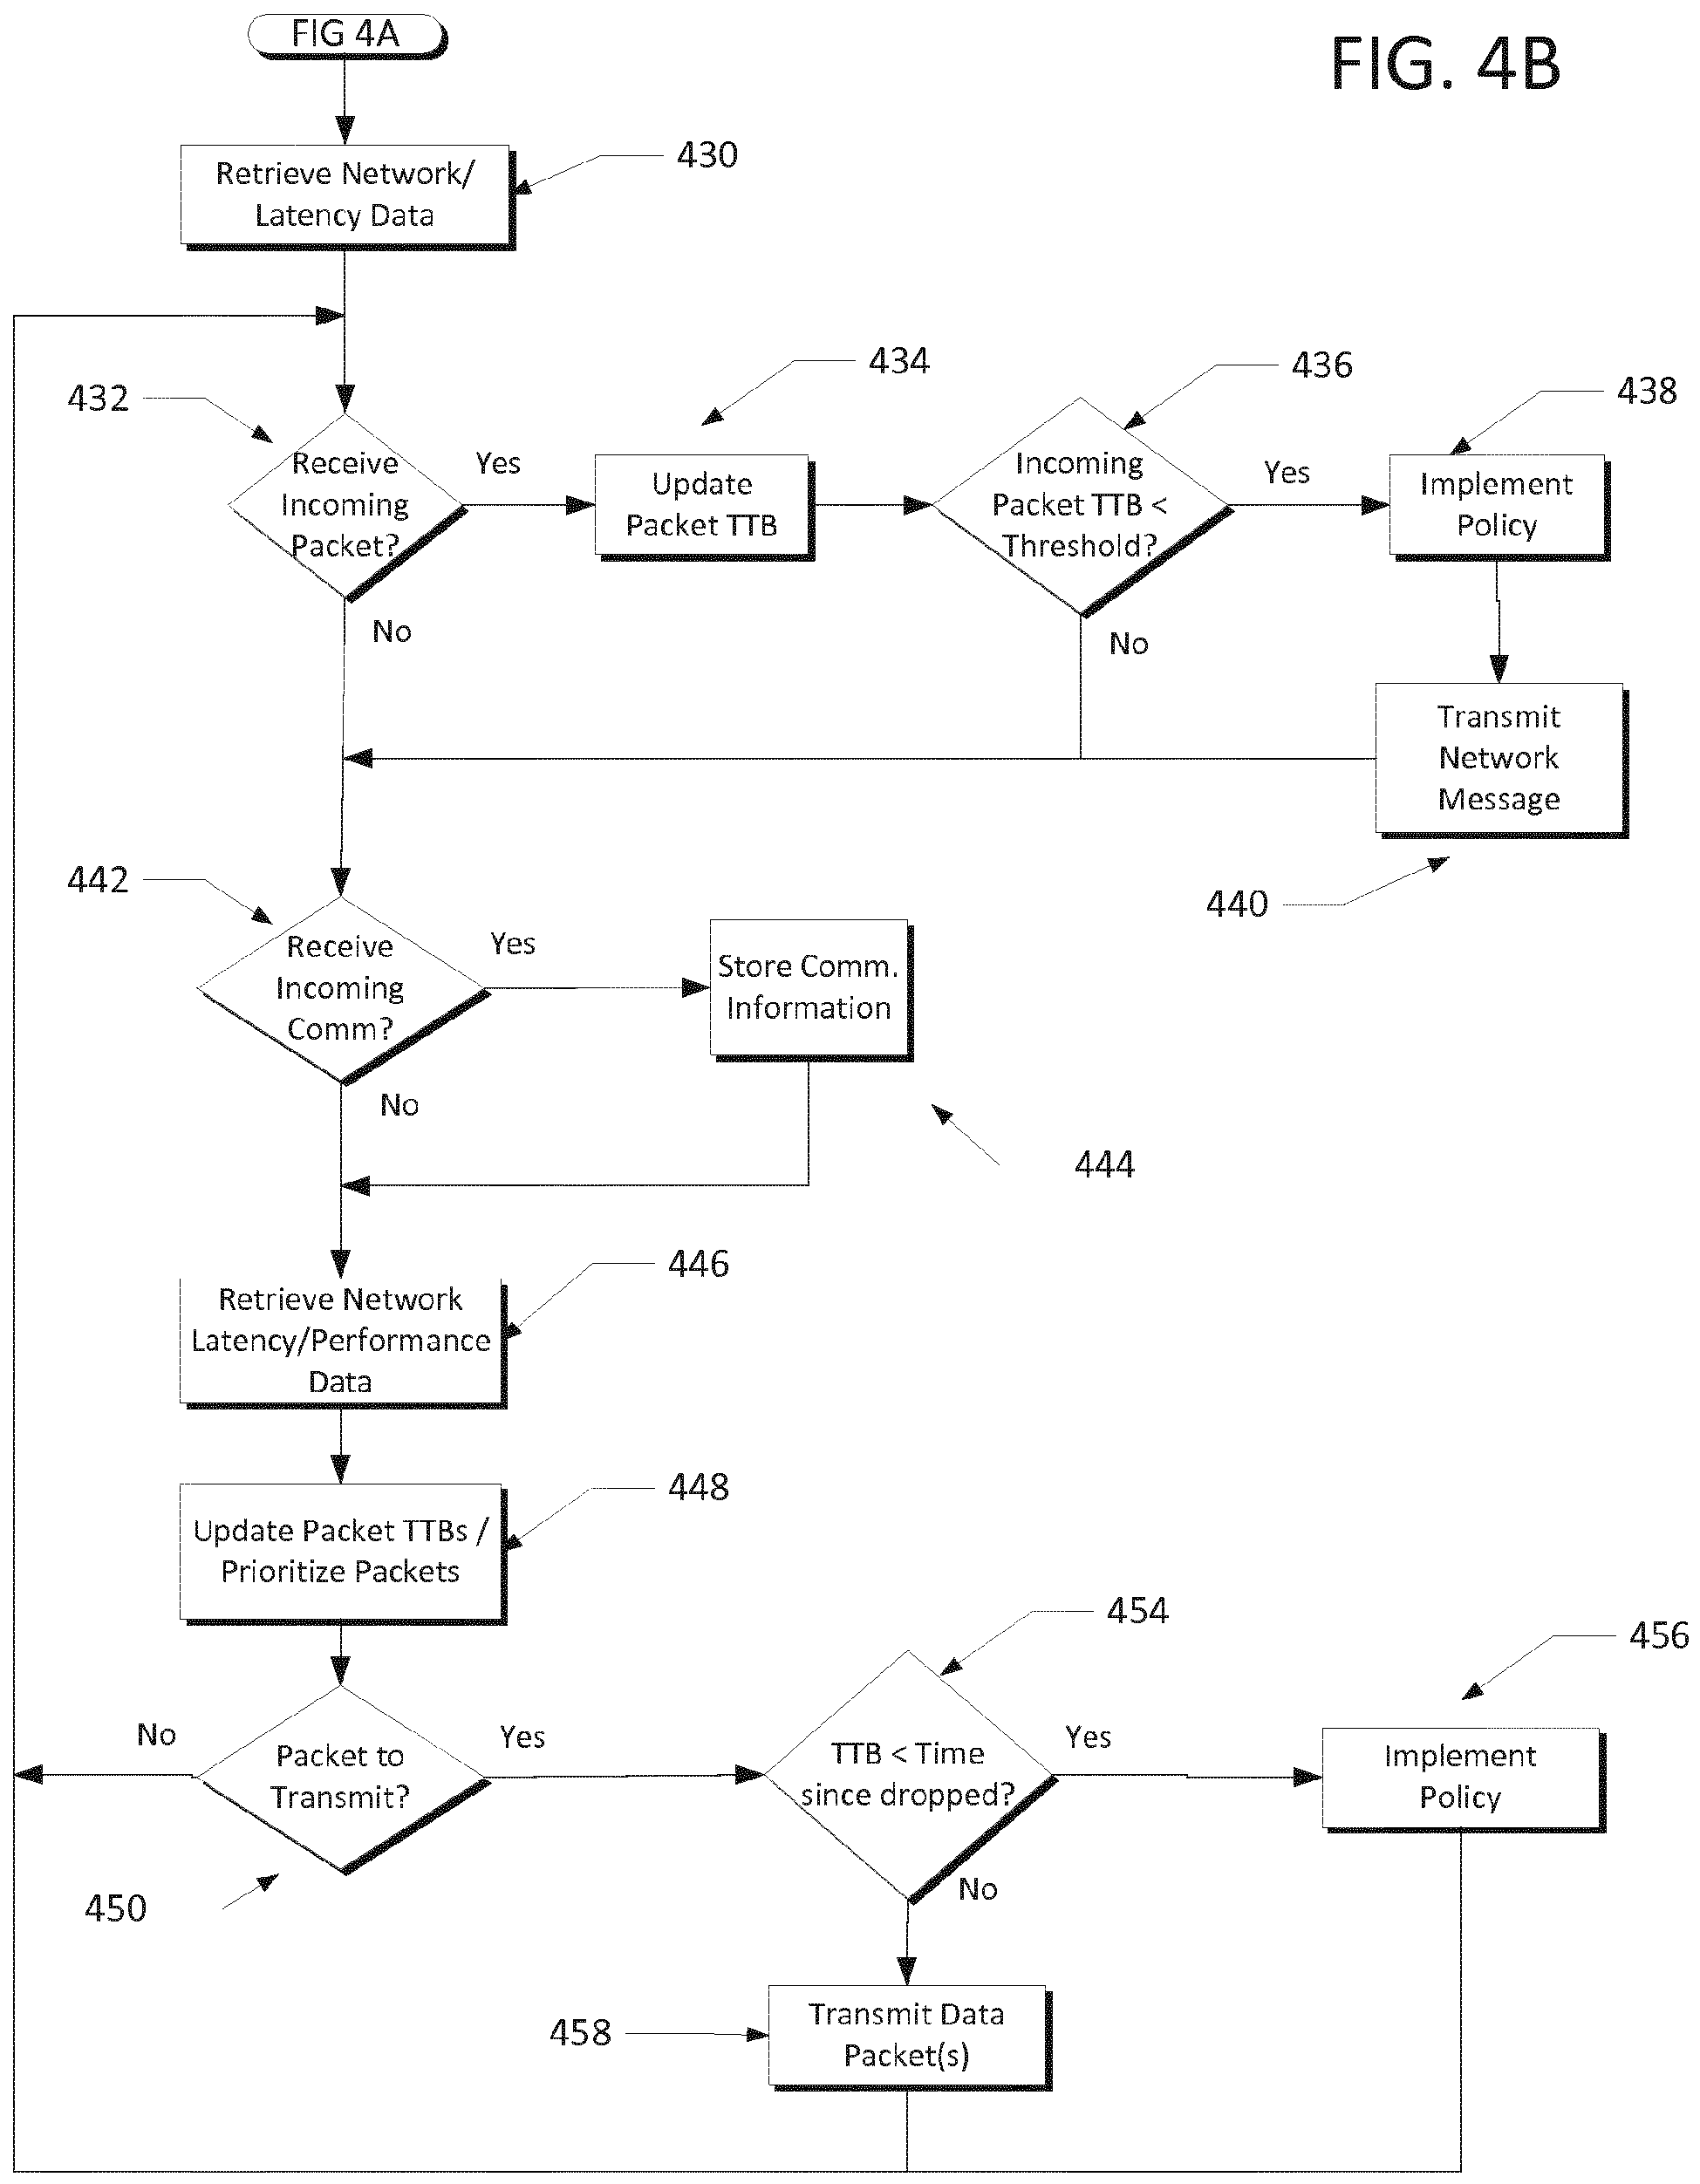 FIG 4A
FIG. 4B
430
Retrieve Network/
Latency Data
432
434
436
438
Receive
Incoming
Packet?
Yes
No
Update
Packet TTB
Incoming
Packet TTB <
Threshold?
Yes
No
Implement
Policy
Transmit
Network
Message
440
442
Receive
Incoming
Comm?
Yes
No
Store Comm.
Information
444
446
Retrieve Network
Latency/Performance
Data
448
Update Packet TTBs /
Prioritize Packets
454
456
No
Packet to
Transmit?
Yes
450
TTB < Time
since dropped?
Yes
No
Implement
Policy
458
Transmit Data
Packet(s)